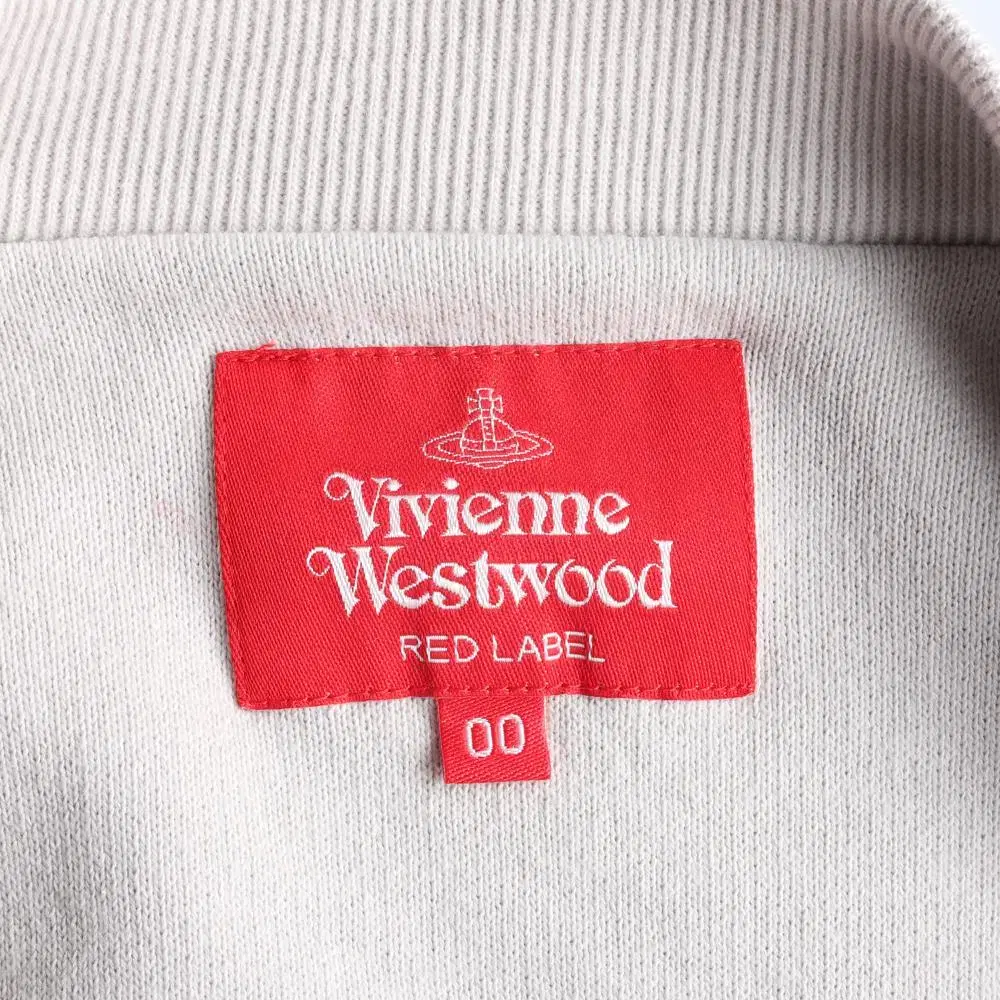 Vivienne
Westwood
RED LABEL
00